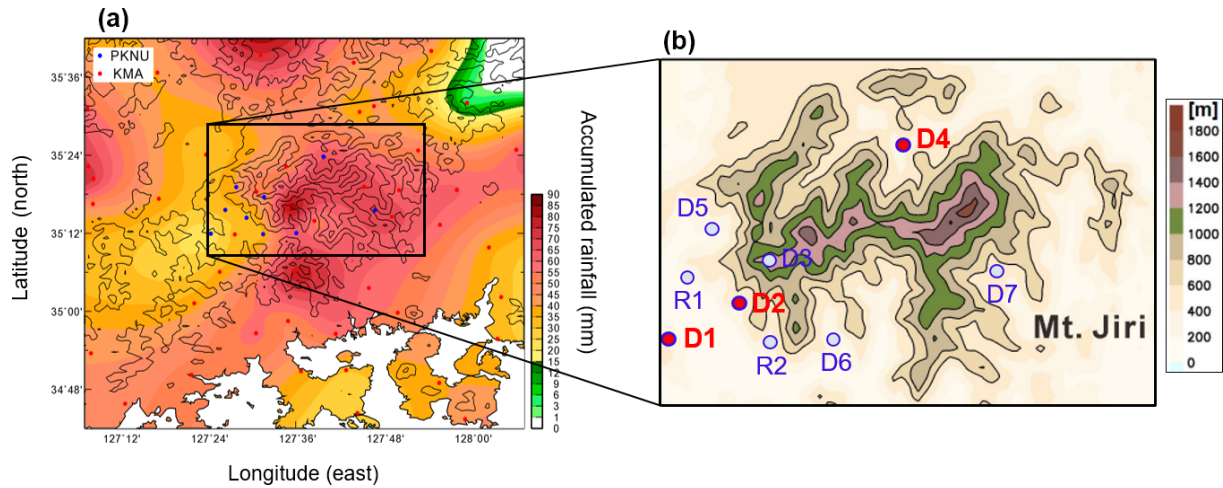 (a)
(b)
PKNU
KMA
35˚36'
35˚24'
35˚12'
35˚00'
34˚48'
127˚12'
127˚24'
127˚36'
127˚48'
128˚00'
Latitude (north)
Longitude (east)
90
85
80
75
70
65
60
55
50
45
40
35
30
25
20
15
12
9
6
3
1
0
Accumulated rainfall (mm)
D4
D5
D3
R1
D7
D2
D1
R2
D6
Mt. Jiri
[m]
1800
1600
1400
1200
1000
800
600
400
200
0